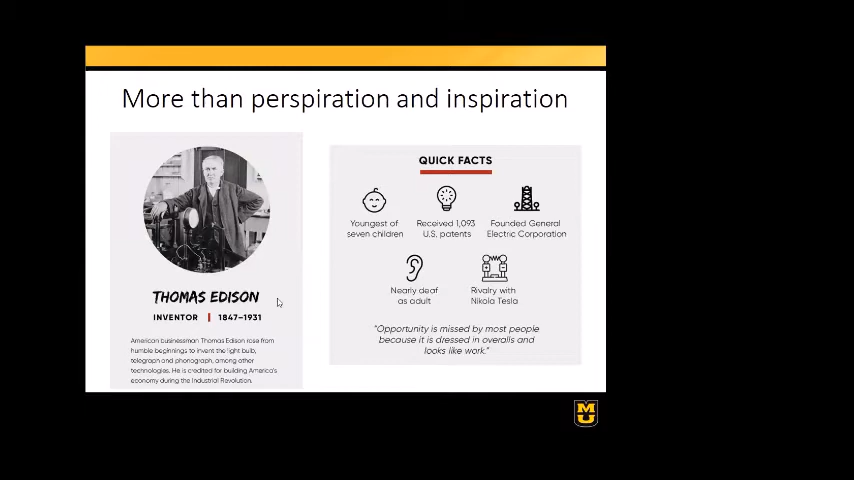 More than perspiration and inspiration
THOMAS EDISON
INVENTOR | 1847–1931
American businessman Thomas Edison rose from
humble beginnings to invent the light bulb,
telegraph and phonograph, among other
technologies. He is credited for building America's
economy during the Industrial Revolution.
QUICK FACTS
Youngest of
seven children
Received 1,093
U.S. patents
Founded General
Electric Corporation
Nearly deaf
as adult
Rivalry with
Nikola Tesla
"Opportunity is missed by most people
because it is dressed in overalls and
looks like work."
MU